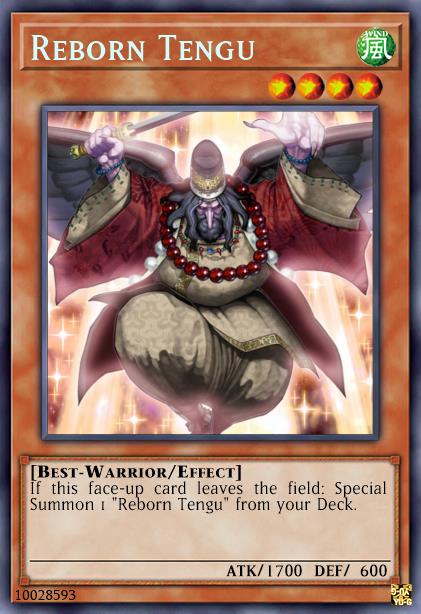 Reborn Tengu
WIND
風
[Best-Warrior/Effect]
If this face-up card leaves the field: Special
Summon 1 "Reborn Tengu" from your Deck.
ATK/1700 DEF/ 600
10028593